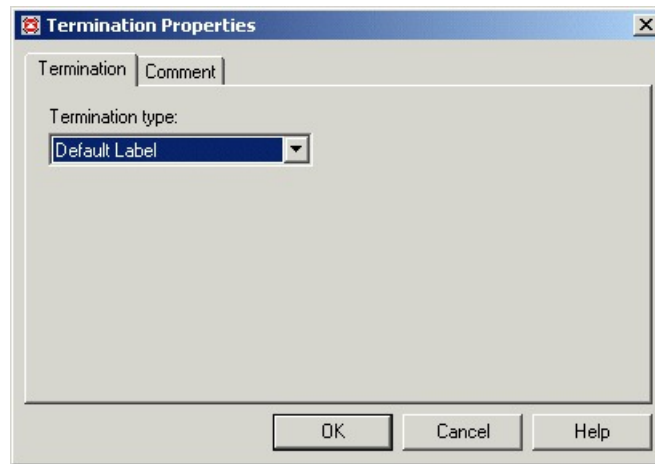 Termination Properties
Termination Comment
Termination type:
Default Label
OK Cancel Help